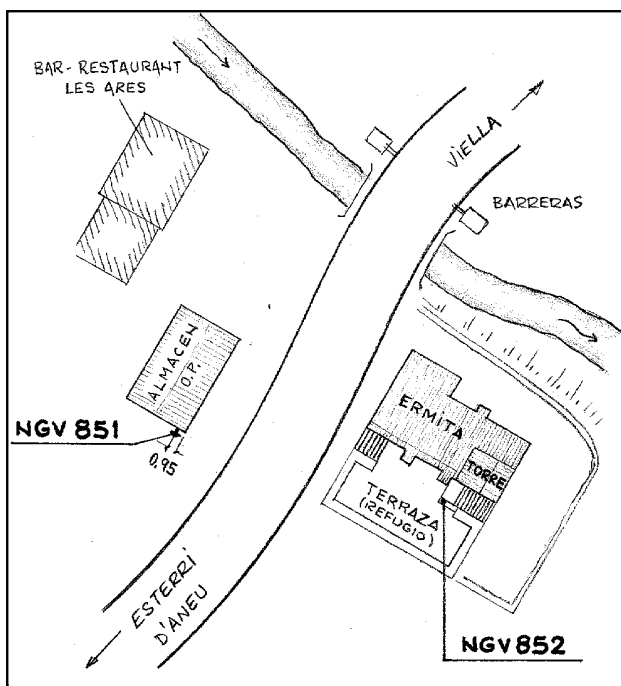 BAR-RESTAURANT
LES ARES
VIELLA
BARRERAS
ALMACEN
O.P.
NGV 851
0.95
ERMITA
TORRE
TERRAZA
(REFUGIO)
ESTERRI
D'ANEU
NGV 852